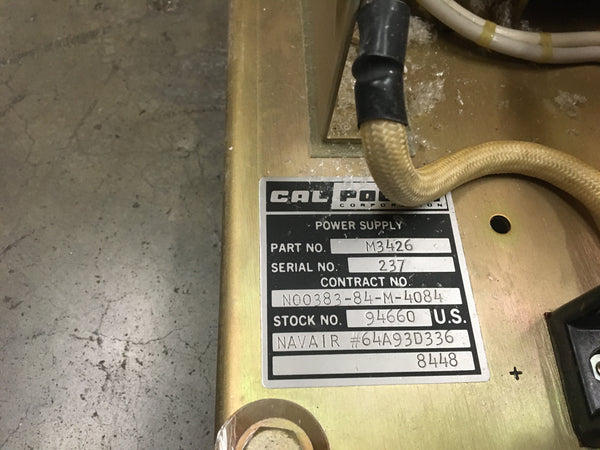 CAL
CORPORATION
POWER SUPPLY
PART NO. M3426
SERIAL NO. 237
CONTRACT NO.
N00383-84-M-4084
STOCK NO. 94660 U.S.
NAVAIR #64A93D336
8448
+